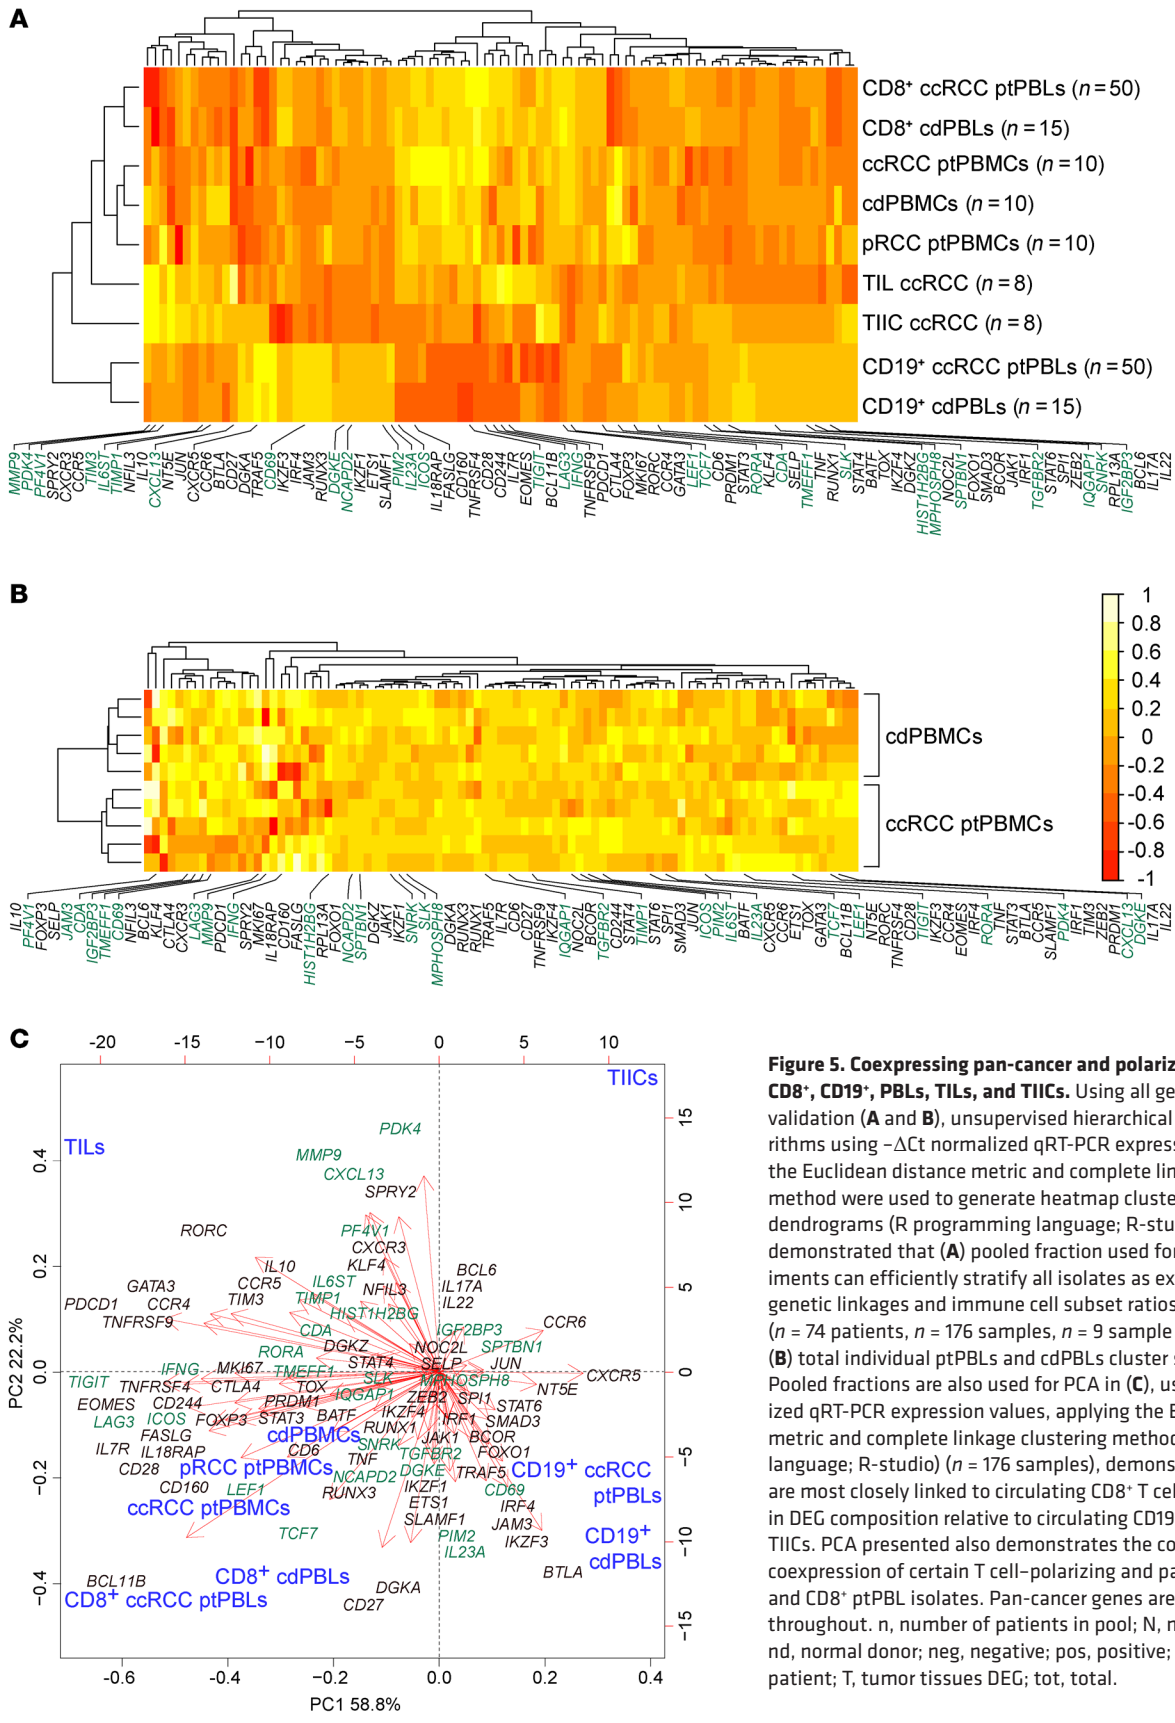 A
CD8+ ccRCC ptPBLs (n = 50)
CD8+ cdPBLs (n = 15)
ccRCC ptPBMCs (n = 10)
cdPBMCs (n = 10)
pRCC ptPBMCs (n = 10)
TIL ccRCC (n = 8)
TIIC ccRCC (n = 8)
CD19+ ccRCC ptPBLs (n = 50)
CD19+ cdPBLs (n = 15)
MMP9 PDK4 PF4V1 SPRY2 CXCR3 CCR5 TIM3 IL6ST TIMP1 NFIL3 IL10 CXCL13 NT5E JUN CXCR5 CCR6 BTLA CD27 DGKA TRAF5 CD69 IKZF3 IRF4 JAM3 RUNX3 DGKE NCAPD2 IKZF1 ETS1 SLAMF1 PIM2 IL23A ICOS IL18RAP FASLG CD160 TNFRSF4 CD28 CD244 IL7R EOMES TIGIT BCL11B LAG3 IFNG TNFRSF9 PDCD1 CTLA4 FOXP3 MKI67 RORC CCR4 GATA3 LEF1 TCF7 CD6 PRDM1 STAT3 RORA KLF4 CDA SELP TMEFF1 TNF RUNX1 SLK STAT4 BATF TOX IKZF4 DGKZ HIST1H2BG MPHOSPH8 NOC2L SPTBN1 FOXO1 SMAD3 BCOR JAK1 IRF1 TGFBR2 STAT6 SPI1 ZEB2 IQGAP1 SNRK RPL13A IGF2BP3 BCL6 IL17A IL22
B
1
0.8
0.6
0.4
0.2
0
-0.2
-0.4
-0.6
-0.8
-1
cdPBMCs
ccRCC ptPBMCs
IL10 PF4V1 FOXP3 SELP JAM3 CDA IGF2BP3 TMEFF1 CD69 NFIL3 BCL6 KLF4 CTLA4 CXCR3 LAG3 MMP9 PDCD1 IFNG SPRY2 MKI67 IL18RAP CD160 FASLG HIST1H2BG RPL13A FOXO1 NCAPD2 SPTBN1 DGKZ JAK1 IKZF1 SNRK SLK MPHOSPH8 DGKA RUNX3 RUNX1 TRAF5 IL7R CD6 CD27 TNFRSF9 IKZF4 IQGAP1 NOC2L BCOR TGFBR2 CD244 STAT4 TIMP1 STAT6 SPI1 SMAD3 JUN ICOS PIM2 IL6ST BATF IL23A CXCR5 CCR6 ETS1 TOX GATA3 TCF7 BCL11B LEF1 NT5E RORC TNFRSF4 CD28 TIGIT IKZF3 CCR4 EOMES IRF4 RORA TNF STAT3 BTLA CCR5 SLAMF1 PDK4 IRF1 TIM3 ZEB2 PRDM1 CXCL13 DGKE IL17A IL22
C
-20 -15 -10 -5 0 5 10
TIICs
TILs
PDK4
MMP9
CXCL13
SPRY2
RORC
PF4V1
CXCR3
KLF4
IL10
CCR5
IL6ST
NFIL3
BCL6
IL17A
IL22
GATA3
TIM3
TIMP1
PDCD1
CCR4
HIST1H2BG
TNFRSF9
CDA
IGF2BP3
CCR6
RORA
DGKZ
NOC2L
SPTBN1
STAT4
SELP
JUN
IFNG
MKI67
TMEFF1
SLK
MPHOSPH8
CXCR5
TIGIT
TNFRSF4
CTLA4
TOX
IQGAP1
NT5E
EOMES
CD244
PRDM1
ZEB2
SPI1
STAT6
LAG3
ICOS
FOXP3
STAT3
BATF
IKZF4
IRF1
SMAD3
FASLG
cdPBMCs
RUNX1
JAK1
BCOR
IL7R
IL18RAP
CD6
SNRK
TGFBR2
FOXO1
CD28
pRCC ptPBMCs
TNF
DGKE
TRAF5
CD19+ ccRCC
ptPBLs
CD160
LEF1
NCAPD2
RUNX3
IKZF1
CD69
ccRCC ptPBMCs
ETS1
IRF4
TCF7
SLAMF1
JAM3
PIM2
IKZF3
CD19+
cdPBLs
IL23A
BTLA
BCL11B
CD8+ cdPBLs
DGKA
CD8+ ccRCC ptPBLs
CD27
0.4
0.2
0.0
-0.2
-0.4
15
10
5
0
-5
-10
-15
PC2 22.2%
-0.6 -0.4 -0.2 0.0 0.2 0.4
PC1 58.8%
Figure 5. Coexpressing pan-cancer and polariz
CD8+, CD19+, PBLs, TILs, and TIICs. Using all ge
validation (A and B), unsupervised hierarchical
rithms using –ΔCt normalized qRT-PCR express
the Euclidean distance metric and complete lin
method were used to generate heatmap cluste
dendrograms (R programming language; R-stu
demonstrated that (A) pooled fraction used for
iments can efficiently stratify all isolates as ex
genetic linkages and immune cell subset ratios
(n = 74 patients, n = 176 samples, n = 9 sample
(B) total individual ptPBLs and cdPBLs cluster s
Pooled fractions are also used for PCA in (C), us
ized qRT-PCR expression values, applying the E
metric and complete linkage clustering method
language; R-studio) (n = 176 samples), demons
are most closely linked to circulating CD8+ T cel
in DEG composition relative to circulating CD19
TIICs. PCA presented also demonstrates the co
coexpression of certain T cell–polarizing and pa
and CD8+ ptPBL isolates. Pan-cancer genes are
throughout. n, number of patients in pool; N, n
nd, normal donor; neg, negative; pos, positive;
patient; T, tumor tissues DEG; tot, total.